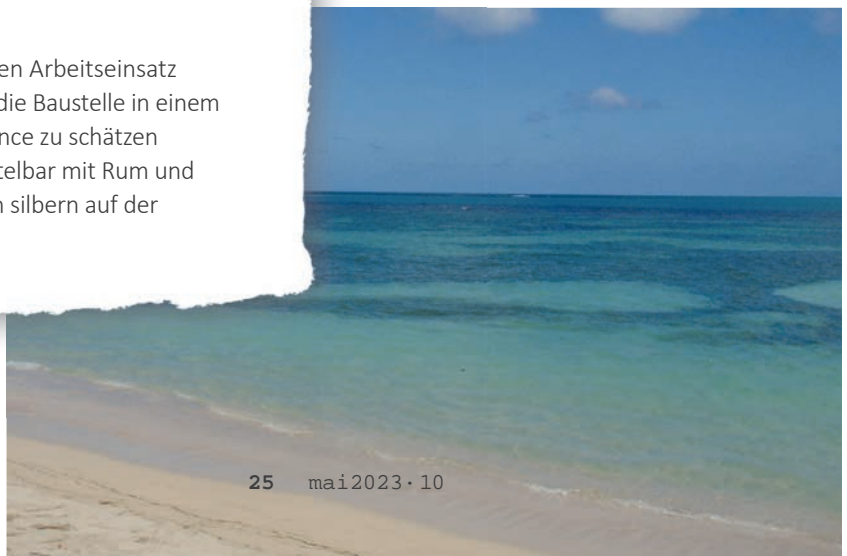 en Arbeitseinsatz
die Baustelle in einem
nce zu schätzen
telbar mit Rum und
n silbern auf der
25 mai2023·10